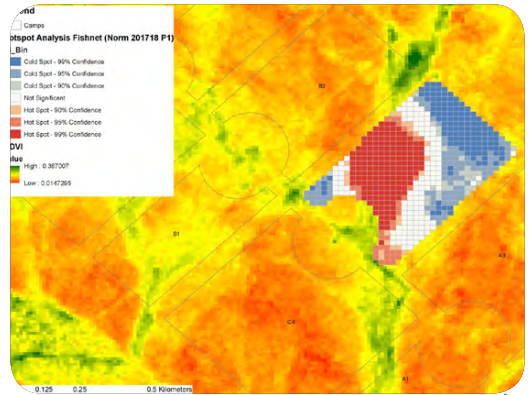 end
Camps
otspot Analysis Fishnet (Norm 201718 P1)
_Bin
Cold Spot - 99% Confidence
Cold Spot - 95% Confidence
Cold Spot - 90% Confidence
Not Significant
Hot Spot - 90% Confidence
Hot Spot - 95% Confidence
Hot Spot - 99% Confidence
DVI
alue
High : 0.367007
Low : 0.0147265
B2
B1
A3
C4
0.125 0.25 0.5 Kilometers